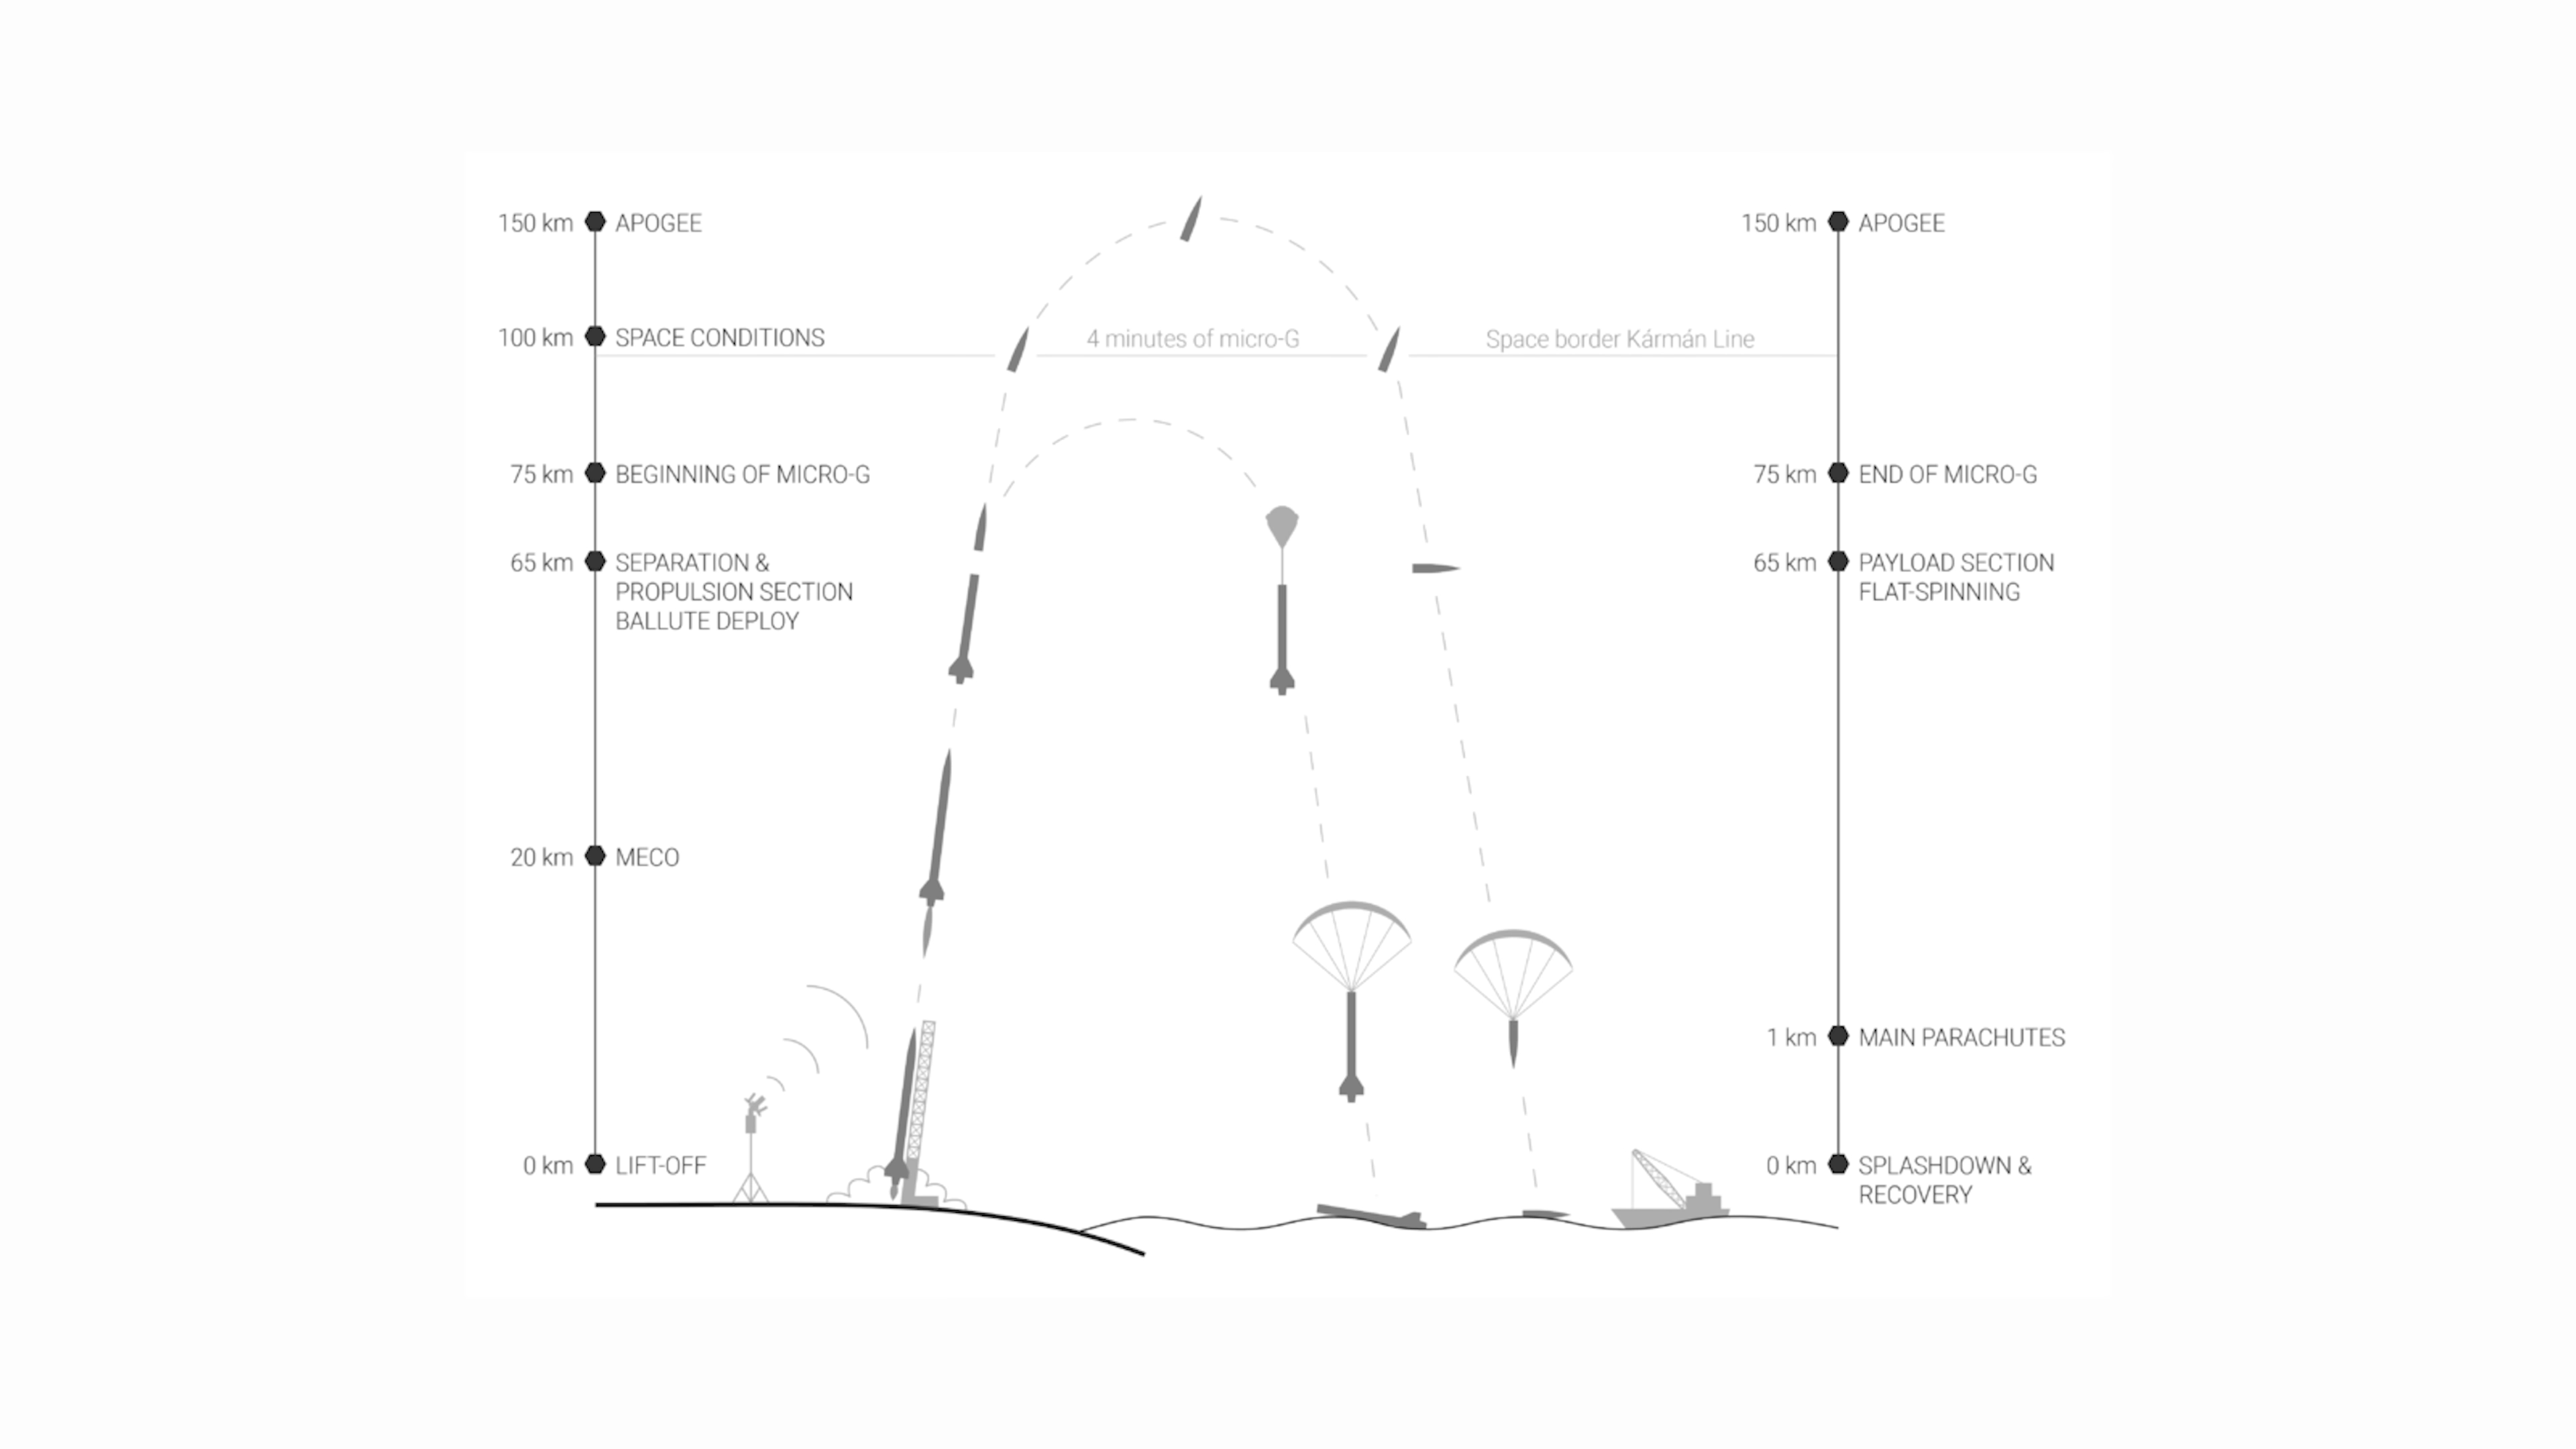 150 km APOGEE
100 km SPACE CONDITIONS
75 km BEGINNING OF MICRO-G
65 km SEPARATION &
PROPULSION SECTION
BALLUTE DEPLOY
20 km MECO
0 km LIFT-OFF
4 minutes of micro-G
Space border Kármán Line
150 km APOGEE
75 km END OF MICRO-G
65 km PAYLOAD SECTION
FLAT-SPINNING
1 km MAIN PARACHUTES
0 km SPLASHDOWN &
RECOVERY